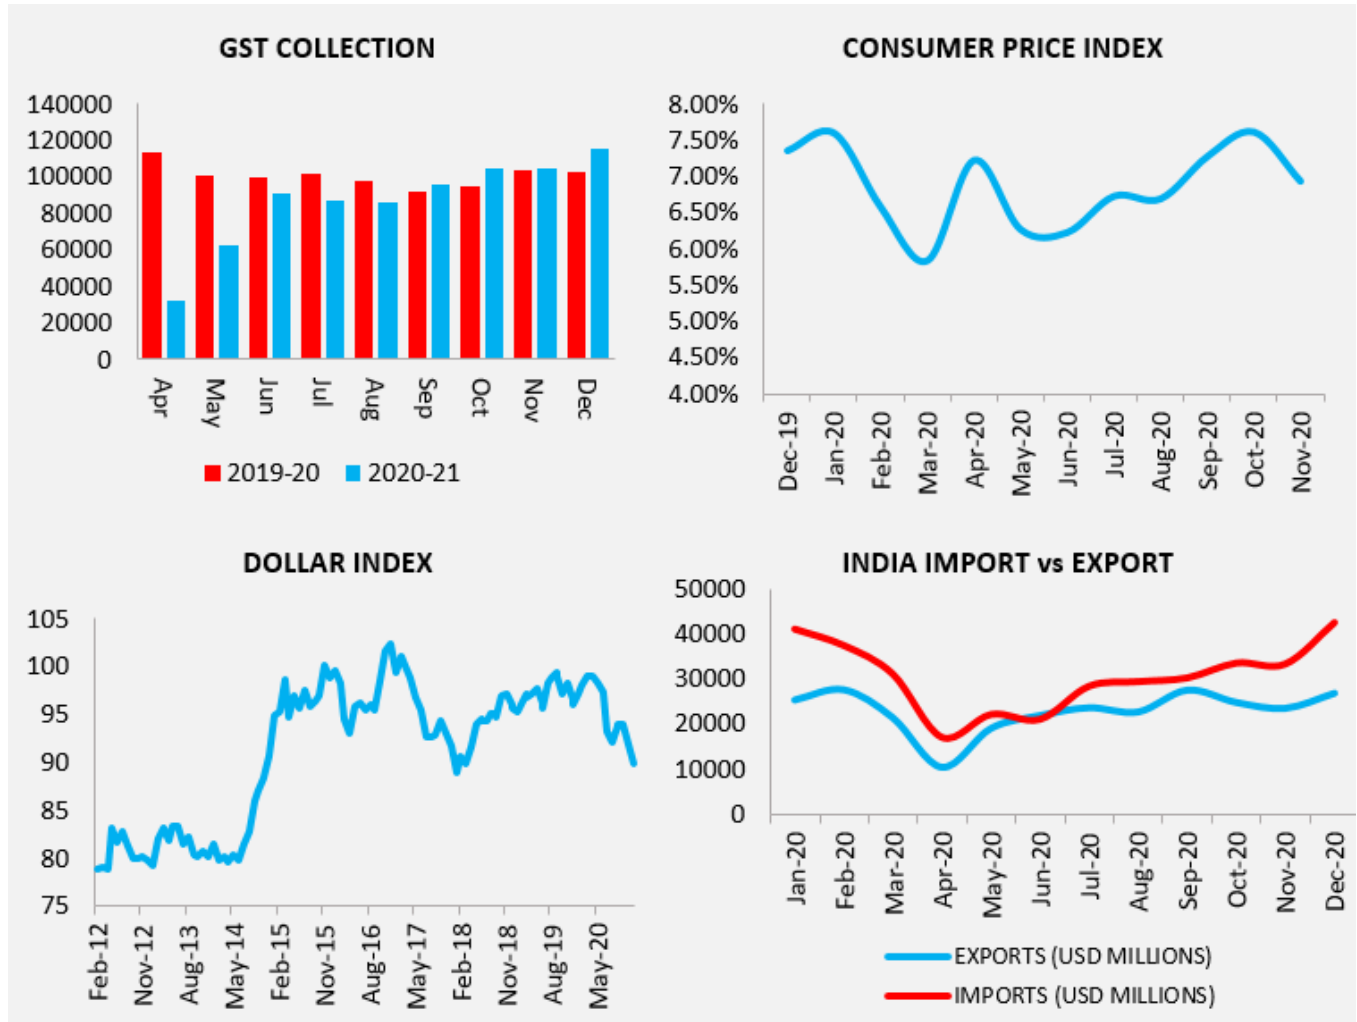 GST COLLECTION
140000
120000
100000
80000
60000
40000
20000
0
Apr
May
Jun
Jul
Aug
Sep
Oct
Nov
Dec
2019-20 2020-21
CONSUMER PRICE INDEX
8.00%
7.50%
7.00%
6.50%
6.00%
5.50%
5.00%
4.50%
4.00%
Dec-19
Jan-20
Feb-20
Mar-20
Apr-20
May-20
Jun-20
Jul-20
Aug-20
Sep-20
Oct-20
Nov-20
DOLLAR INDEX
105
100
95
90
85
80
75
Feb-12
Nov-12
Aug-13
May-14
Feb-15
Nov-15
Aug-16
May-17
Feb-18
Nov-18
Aug-19
May-20
INDIA IMPORT vs EXPORT
50000
40000
30000
20000
10000
0
Jan-20
Feb-20
Mar-20
Apr-20
May-20
Jun-20
Jul-20
Aug-20
Sep-20
Oct-20
Nov-20
Dec-20
EXPORTS (USD MILLIONS)
IMPORTS (USD MILLIONS)